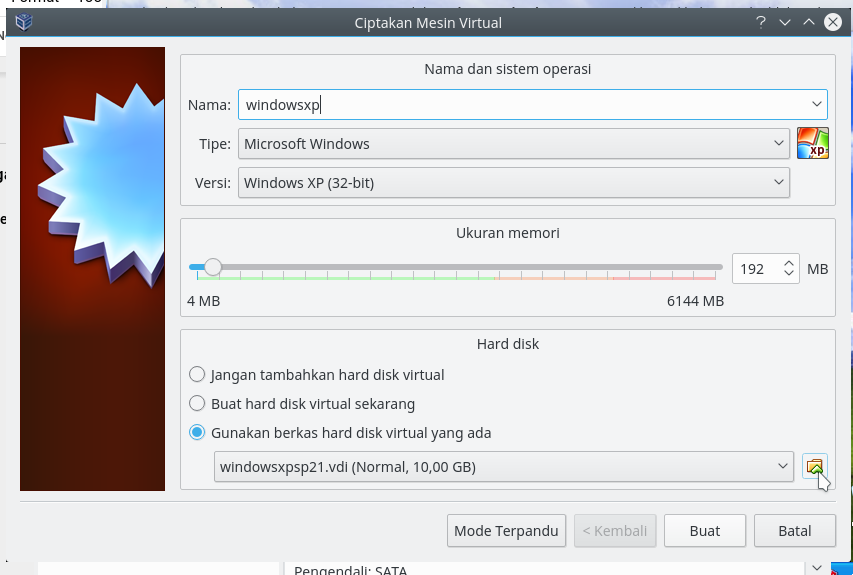 Ciptakan Mesin Virtual
Nama dan sistem operasi
Nama: windowsxp
Tipe: Microsoft Windows
xp
Versi: Windows XP (32-bit)
Ukuran memori
192 MB
4 MB 6144 MB
Hard disk
Jangan tambahkan hard disk virtual
Buat hard disk virtual sekarang
Gunakan berkas hard disk virtual yang ada
windowsxpsp21.vdi (Normal, 10,00 GB)
Mode Terpandu < Kembali Buat Batal
Pengendali: SATA